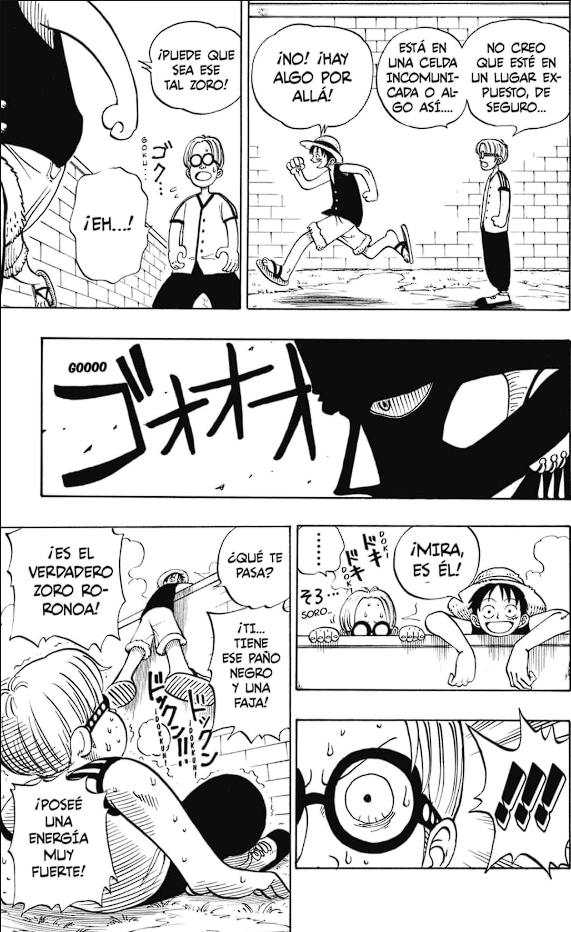 NO CREO
QUE ESTÉ EN
UN LUGAR EX-
PUESTO, DE
SEGURO...
ESTÁ EN
UNA CELDA
INCOMUNI-
CADA O AL-
GO ASÍ....
¡NO! ¡HAY
ALGO POR
ALLÁ!
¡PUEDE QUE
SEA ESE
TAL ZORO!
GOKU...
ゴク…
¡EH...!
GOOOO
ゴオオオ
¡MIRA,
ES ÉL!
DOKI
ドキ
DOKI
ドキ
......
そろ…
SORO...
!!!
¿QUÉ TE
PASA?
¡ES EL
VERDADERO
ZORO RO-
RONOA!
¡TI...
TIENE
ESE PAÑO
NEGRO
Y UNA
FAJA!
ドックン
DOKUN
ドックン!!
DOKUN!!
¡POSEÉ
UNA
ENERGÍA
MUY
FUERTE!